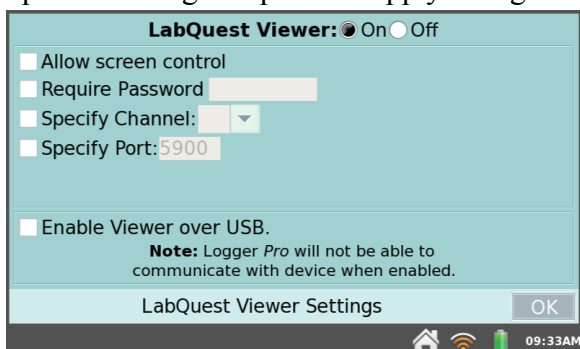 LabQuest Viewer: On Off
Allow screen control
Require Password
Specify Channel:
Specify Port: 5900
Enable Viewer over USB.
Note: Logger Pro will not be able to
communicate with device when enabled.
LabQuest Viewer Settings OK
09:33AM